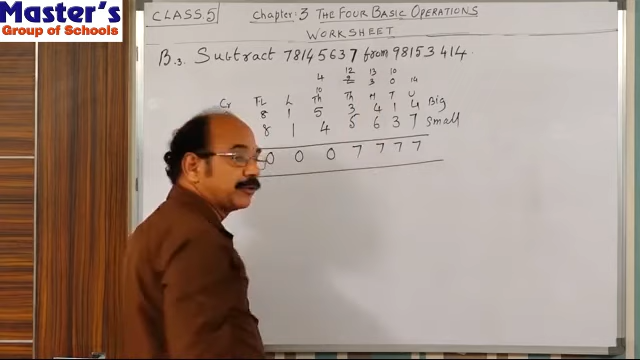 Master's
Group of Schools
CLASS 5 Chapter: 3 THE FOUR BASIC OPERATIONS
WORKSHEET
B.3. Subtract 78145637 from 98153414.
12 13 10
4 2 3 0 14
Cr TL L 10 Th Th H T U
8 1 5 3 4 1 4 Big
8 1 4 5 6 3 7 Small
0 0 0 7 7 7 7